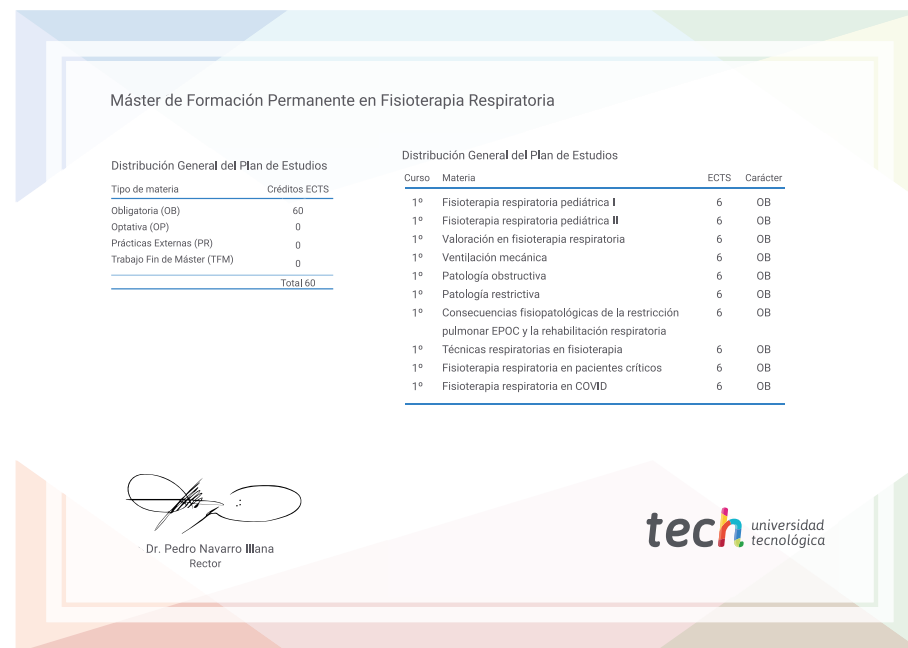 Máster de Formación Permanente en Fisioterapia Respiratoria
Distribución General del Plan de Estudios
Tipo de materia Créditos ECTS
Obligatoria (OB) 60
Optativa (OP) 0
Prácticas Externas (PR) 0
Trabajo Fin de Máster (TFM) 0
Total 60
Distribución General del Plan de Estudios
Curso Materia ECTS Carácter
1º Fisioterapia respiratoria pediátrica I 6 OB
1º Fisioterapia respiratoria pediátrica II 6 OB
1º Valoración en fisioterapia respiratoria 6 OB
1º Ventilación mecánica 6 OB
1º Patología obstructiva 6 OB
1º Patología restrictiva 6 OB
1º Consecuencias fisiopatológicas de la restricción 6 OB
pulmonar EPOC y la rehabilitación respiratoria
1º Técnicas respiratorias en fisioterapia 6 OB
1º Fisioterapia respiratoria en pacientes críticos 6 OB
1º Fisioterapia respiratoria en COVID 6 OB
Dr. Pedro Navarro Illana
Rector
tech universidad
tecnológica